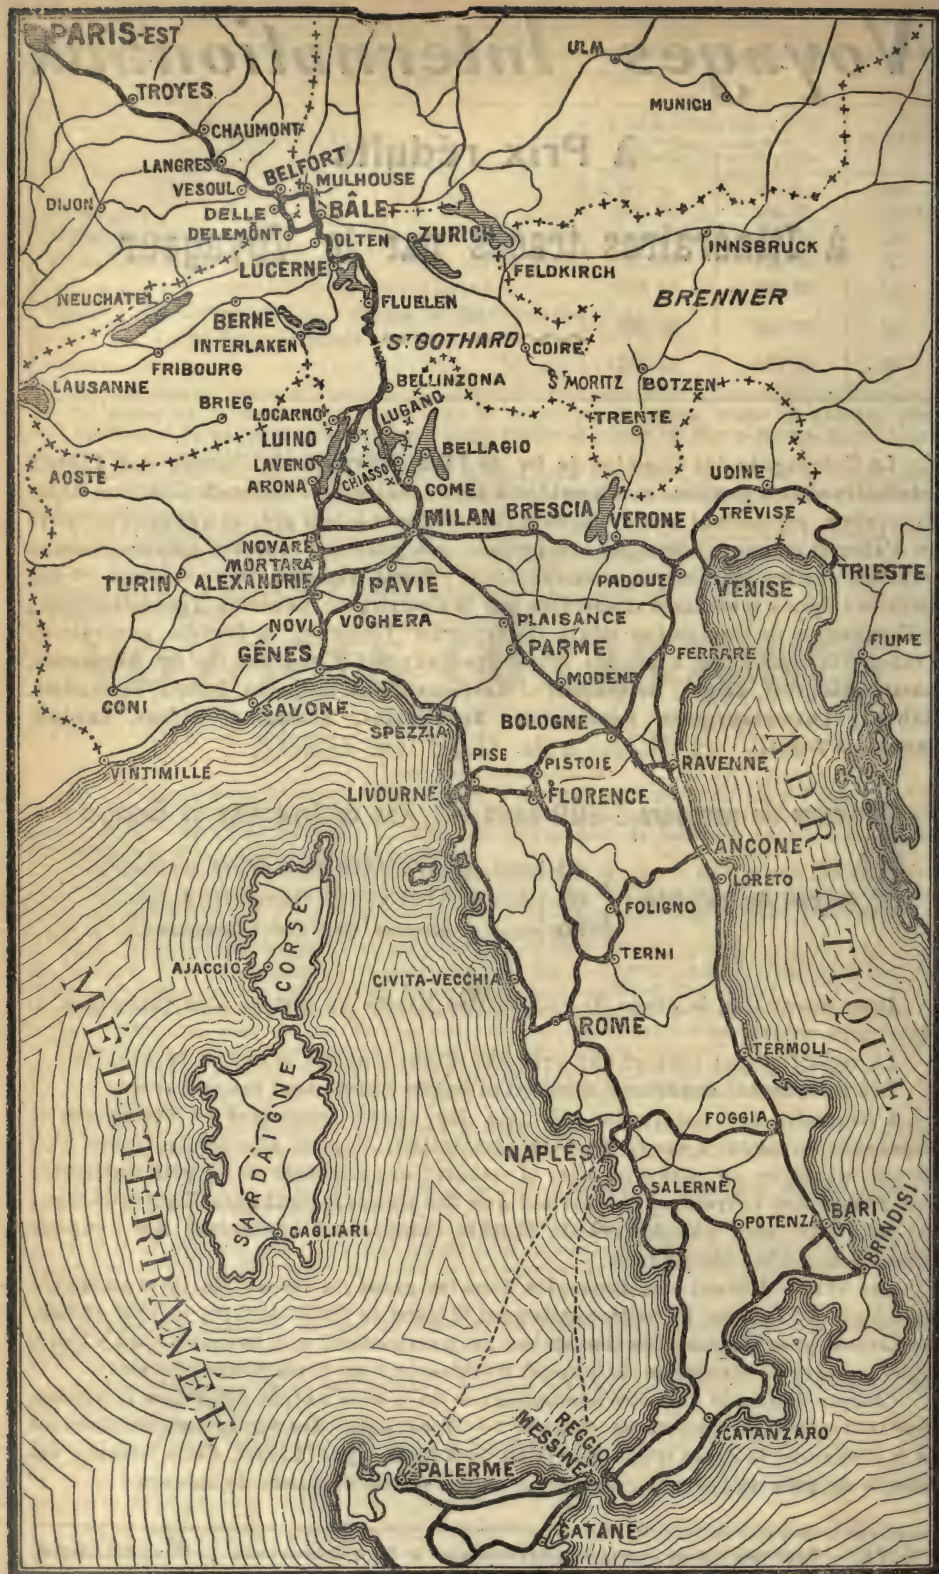 PARIS-EST
ULM
TROYES
MUNICH
CHAUMONT
LANGRES
BELFORT
VESOUL
MULHOUSE
DIJON
DELLE
BÂLE
DELEMÔNT
OLTEN
ZURICH
INNSBRUCK
LUCERNE
FELDKIRCH
NEUCHATEL
FLUELEN
BRENNER
BERNE
INTERLAKEN
ST GOTHARD
COIRE
FRIBOURG
LAUSANNE
BELLINZONA
ST MORITZ
BOTZEN
BRIEG
LOCARNO
LUGANO
TRENTE
LUINO
BELLAGIO
LAVENO
CHIASSO
AOSTE
UDINE
ARONA
COME
MILAN
BRESCIA
VERONE
TRÉVISE
NOVARE
MORTARA
TURIN
ALEXANDRIE
PAVIE
PADOUE
VENISE
TRIESTE
NOVI
VOGHERA
PLAISANCE
GÊNES
PARME
FERRARE
FIUME
MODÈNE
CONI
SAVONE
SPEZZIA
BOLOGNE
VINTIMILLE
PISE
PISTOIE
RAVENNE
LIVOURNE
FLORENCE
ADRIATIQUE
ANCONE
LORETO
FOLIGNO
CORSE
AJACCIO
TERNI
CIVITA-VECCHIA
ROME
MÉDITERRANÉE
TERMOLI
SARDAIGNE
FOGGIA
NAPLES
SALERNE
POTENZA
BARI
BRINDISI
CAGLIARI
REGGIO
MESSINE
CATANZARO
PALERME
CATANE